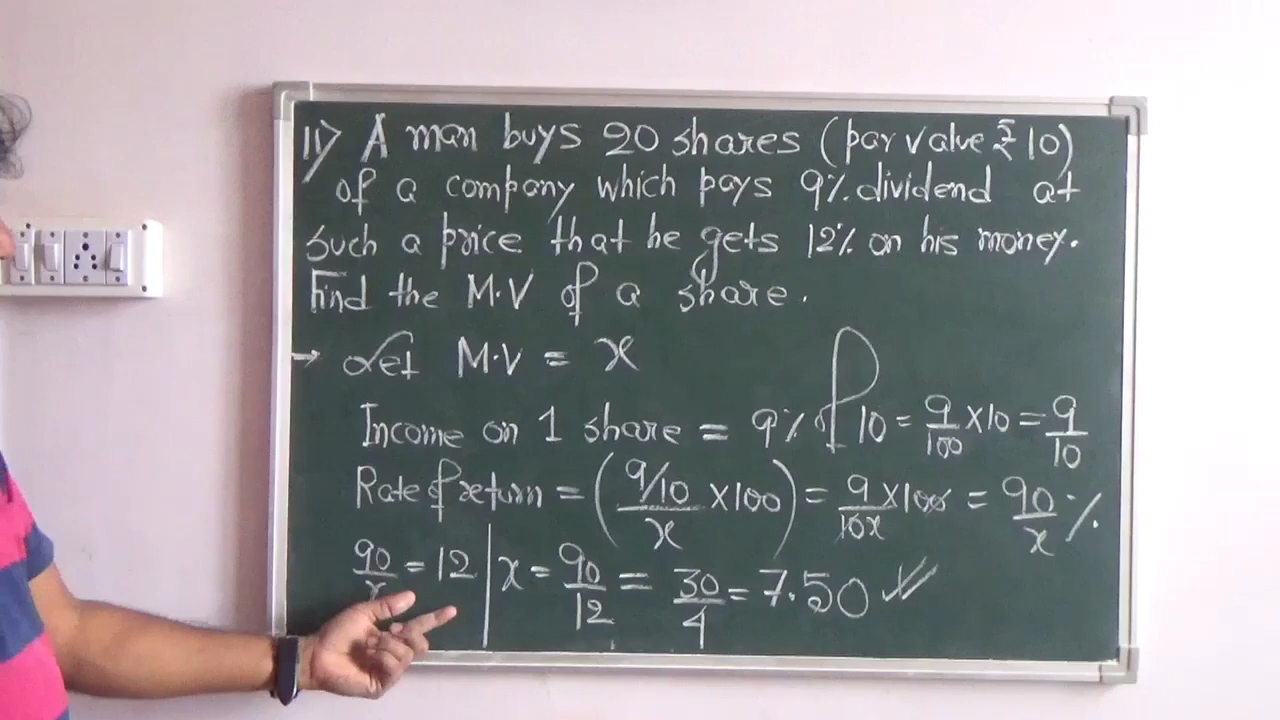 11) A man buys 20 shares (par value ₹10)
of a company which pays 9% dividend at
such a price that he gets 12% on his money.
Find the M.V of a share.
→ Let M.V = x
Income on 1 share = 9% of 10 = 9/100 × 10 = 9/10
Rate of return = (9/10 / x × 100) = 9/10x × 100 = 90/x %.
90/x = 12 | x = 90/12 = 30/4 = 7.50 ✓